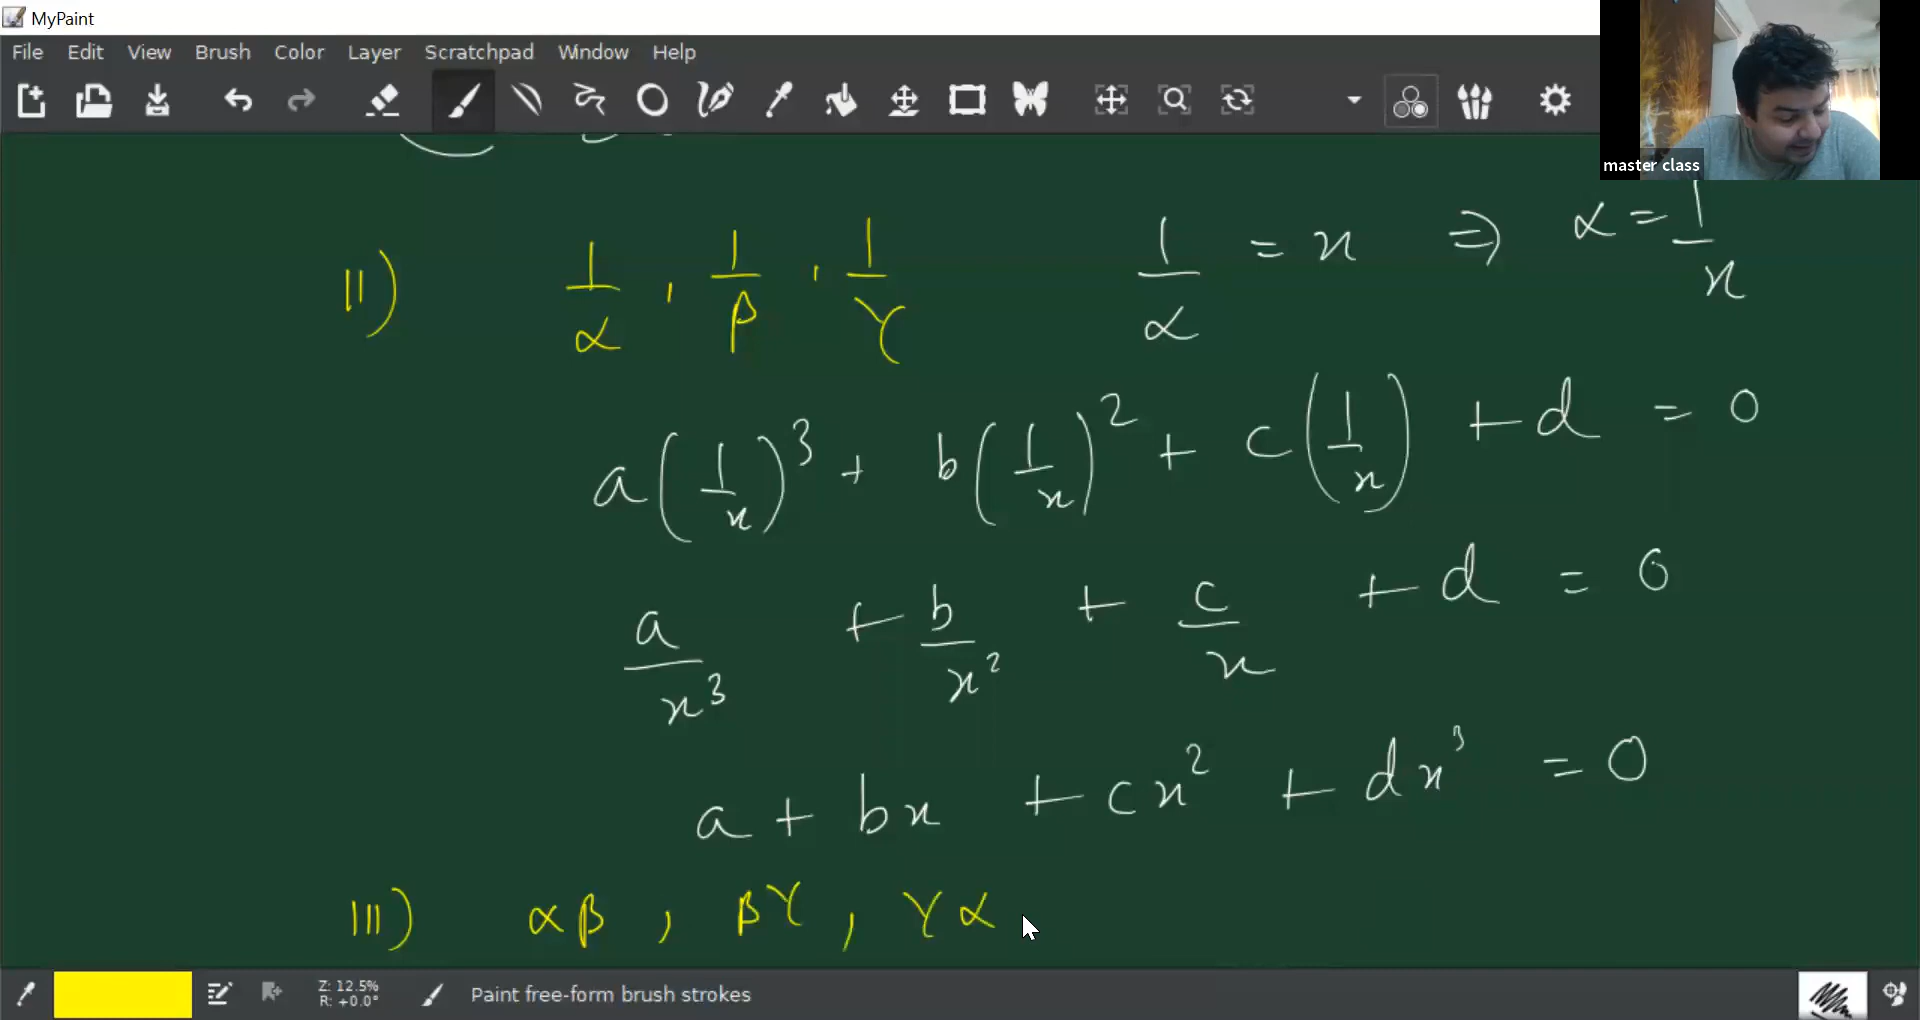 MyPaint
File Edit View Brush Color Layer Scratchpad Window Help
master class
II) 1/α , 1/β , 1/γ 1/α = x ⇒ α = 1/x
a(1/x)³ + b(1/x)² + c(1/x) + d = 0
a/x³ + b/x² + c/x + d = 0
a + bx + cx² + dx³ = 0
III) αβ , βγ , γα
Z: 12.5%
R: +0.0°
Paint free-form brush strokes